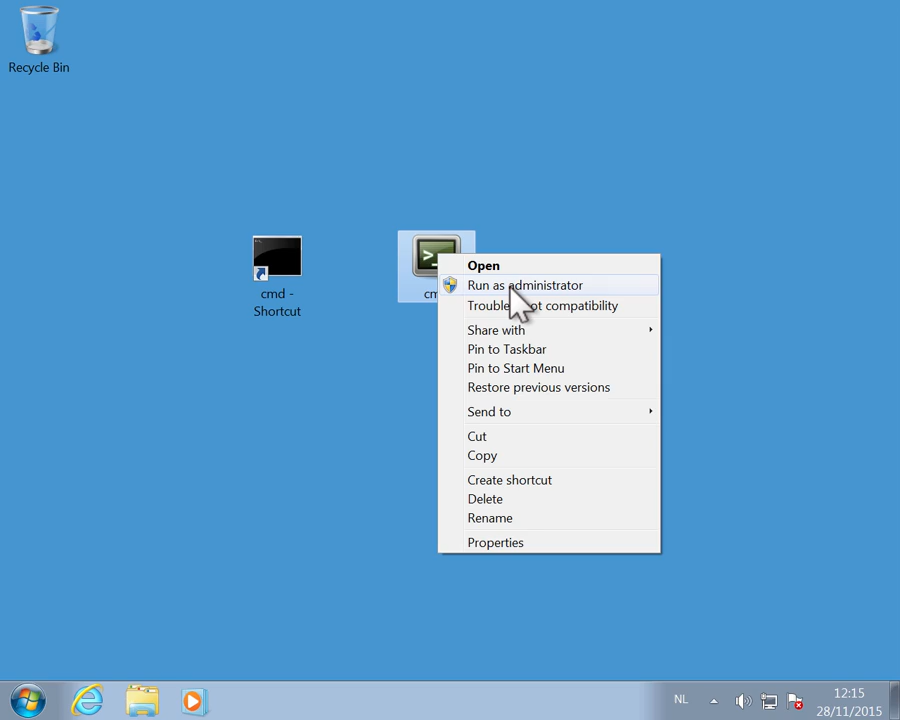 Recycle Bin
cmd -
Shortcut
Open
Run as administrator
compatibility
Share with
Pin to Taskbar
Pin to Start Menu
Restore previous versions
Send to
Cut
Copy
Create shortcut
Delete
Rename
Properties
NL
12:15
28/11/2015